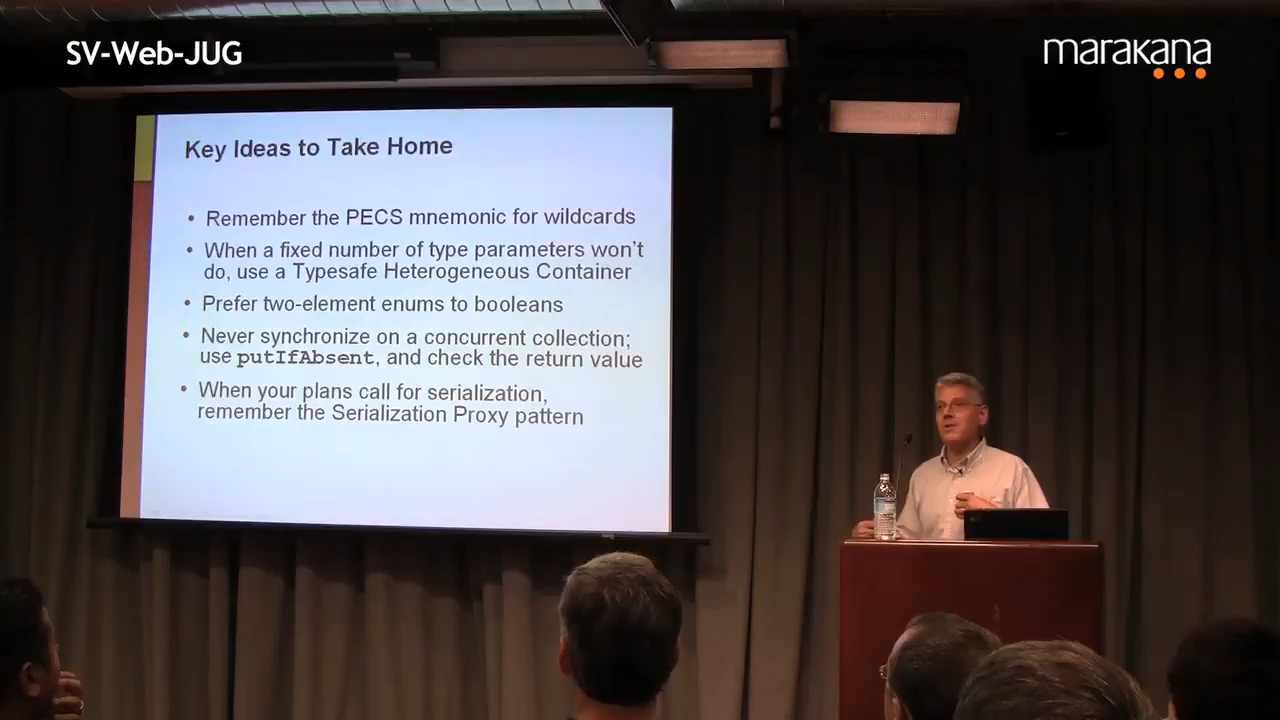 SV-Web-JUG
marakana
Key Ideas to Take Home
• Remember the PECS mnemonic for wildcards
• When a fixed number of type parameters won't
do, use a Typesafe Heterogeneous Container
• Prefer two-element enums to booleans
• Never synchronize on a concurrent collection;
use putIfAbsent, and check the return value
• When your plans call for serialization,
remember the Serialization Proxy pattern